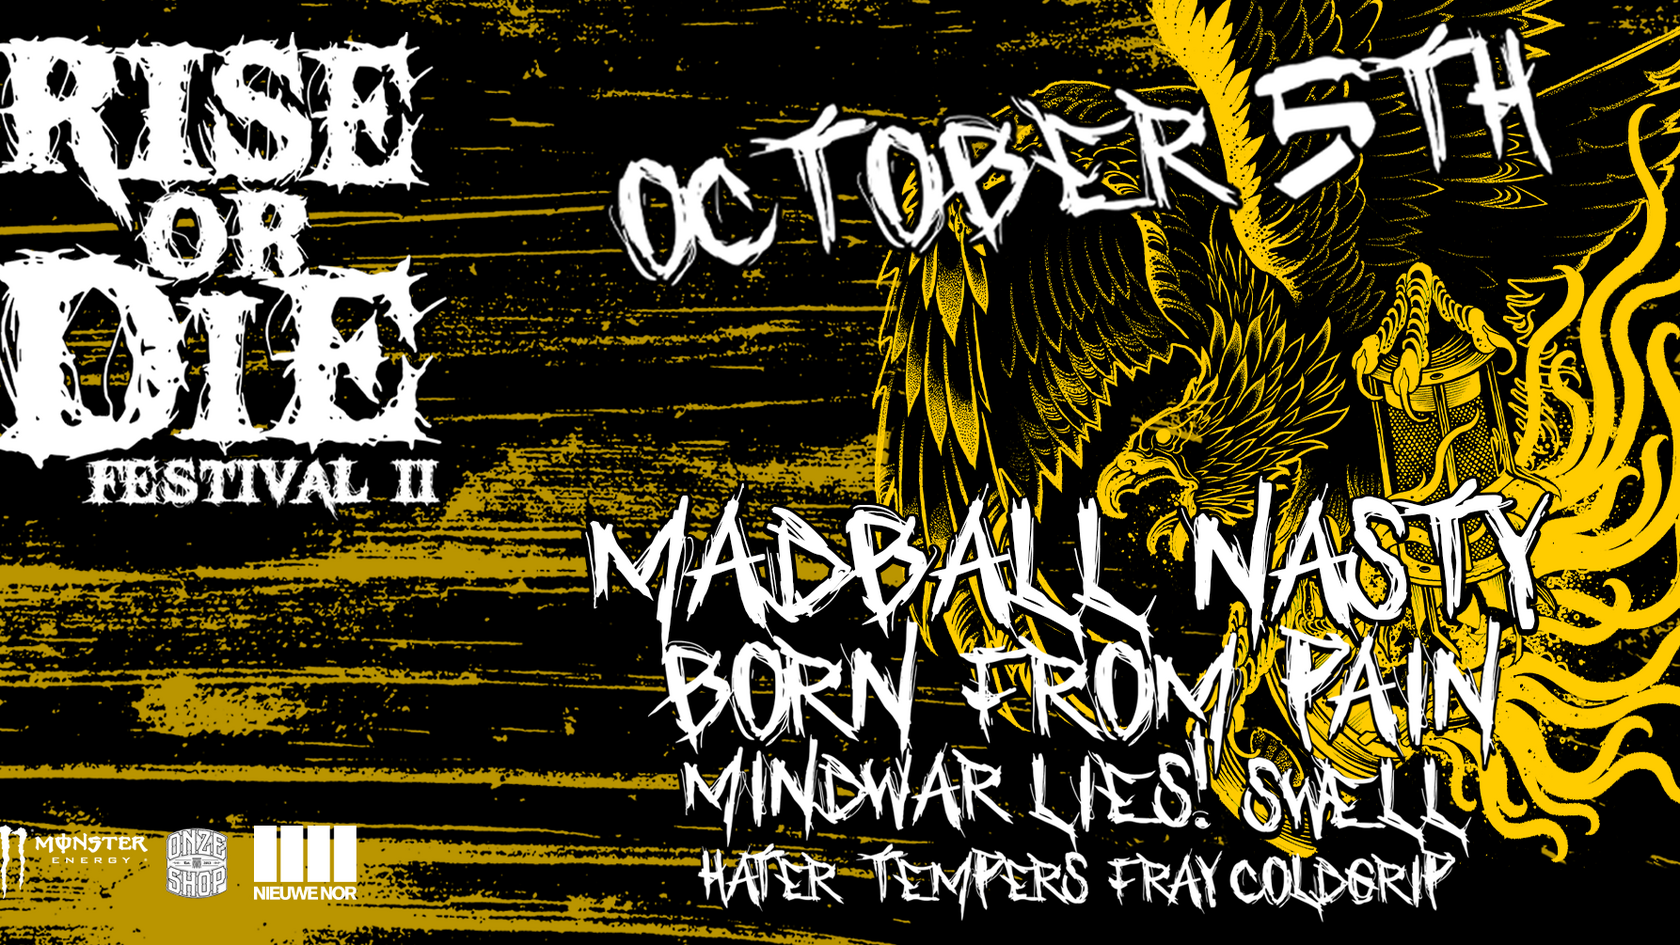 RISE
OR
DIE
FESTIVAL II
OCTOBER 5TH
MADBALL NASTY
BORN FROM PAIN
MINDWAR LIES! SWELL
HATER TEMPERS FRAY COLDGRIP
MONSTER
ENERGY
ONZE
SHOP
NIEUWE NOR